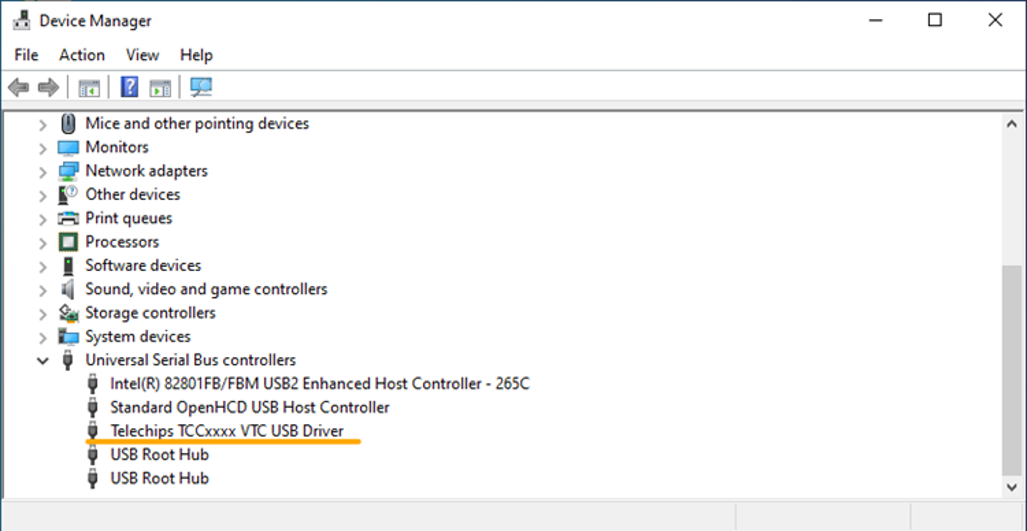 Device Manager
File Action View Help
Mice and other pointing devices
Monitors
Network adapters
Other devices
Print queues
Processors
Software devices
Sound, video and game controllers
Storage controllers
System devices
Universal Serial Bus controllers
Intel(R) 82801FB/FBM USB2 Enhanced Host Controller - 265C
Standard OpenHCD USB Host Controller
Telechips TCCxxxx VTC USB Driver
USB Root Hub
USB Root Hub